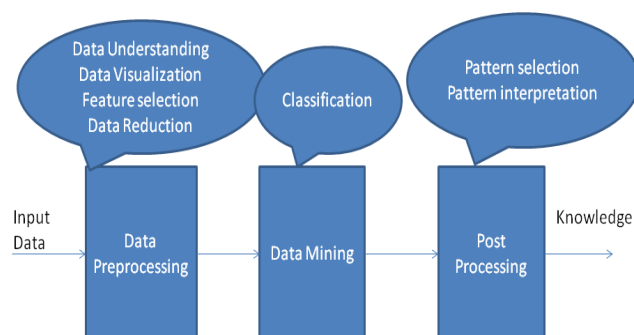 Data Understanding
Data Visualization
Feature selection
Data Reduction
Classification
Pattern selection
Pattern interpretation
Input
Data
Data
Preprocessing
Data Mining
Post
Processing
Knowledge